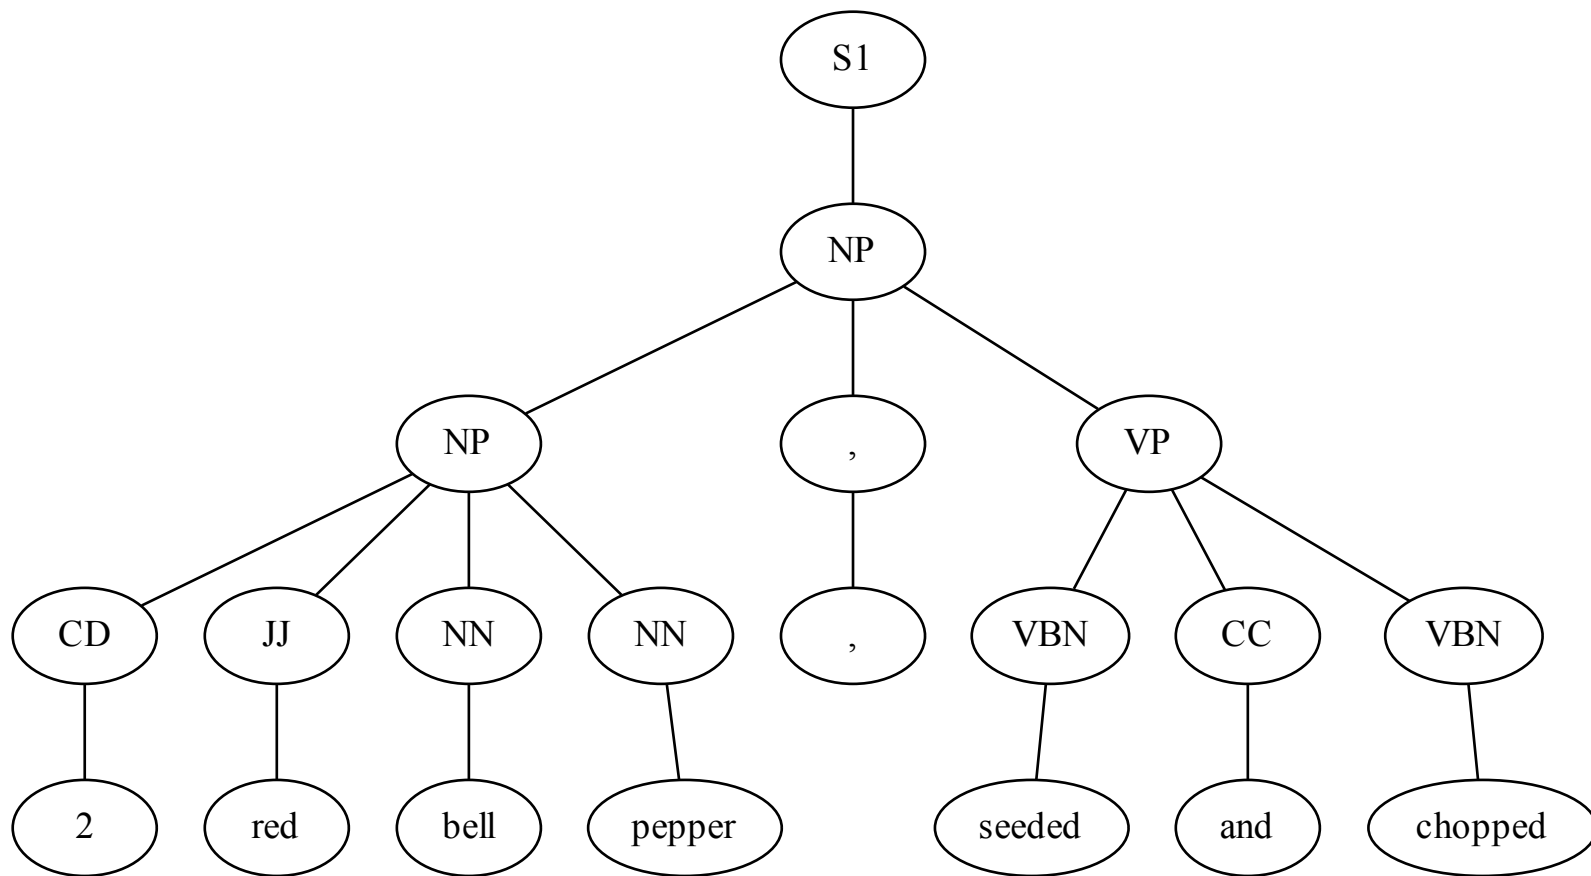 S1
NP
NP , VP
CD JJ NN NN , VBN CC VBN
2 red bell pepper seeded and chopped